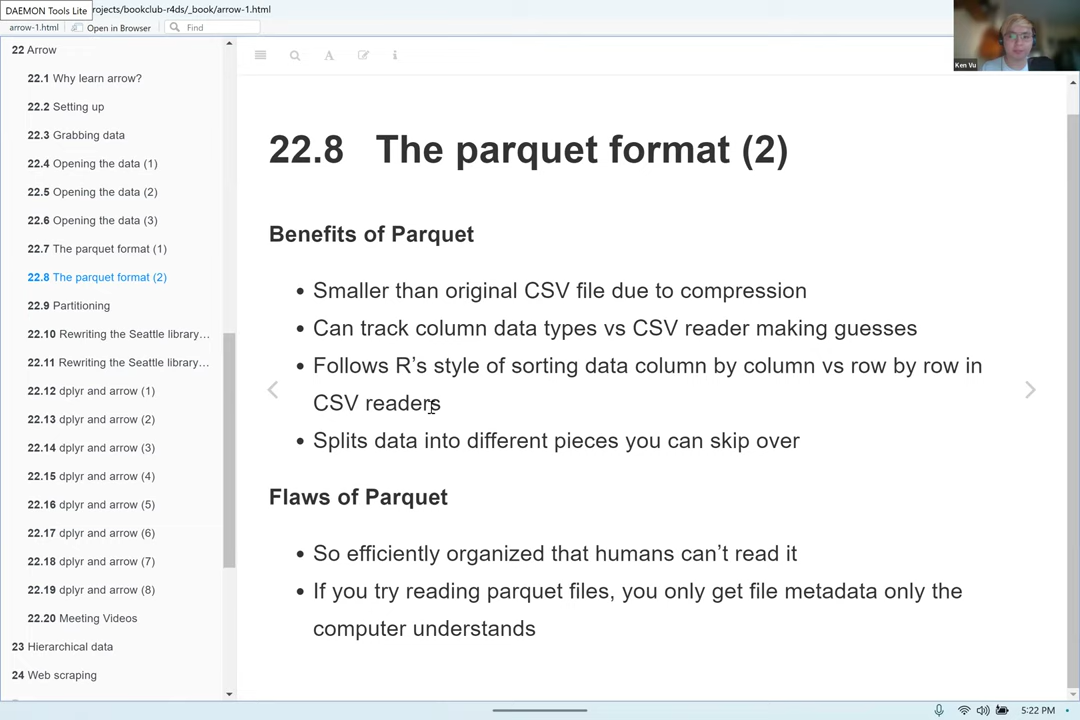 DAEMON Tools Lite
rojects/bookclub-r4ds/_book/arrow-1.html
arrow-1.html
Open in Browser
Find
Ken Vu
22 Arrow
22.1 Why learn arrow?
22.2 Setting up
22.3 Grabbing data
22.4 Opening the data (1)
22.5 Opening the data (2)
22.6 Opening the data (3)
22.7 The parquet format (1)
22.8 The parquet format (2)
22.9 Partitioning
22.10 Rewriting the Seattle library…
22.11 Rewriting the Seattle library…
22.12 dplyr and arrow (1)
22.13 dplyr and arrow (2)
22.14 dplyr and arrow (3)
22.15 dplyr and arrow (4)
22.16 dplyr and arrow (5)
22.17 dplyr and arrow (6)
22.18 dplyr and arrow (7)
22.19 dplyr and arrow (8)
22.20 Meeting Videos
23 Hierarchical data
24 Web scraping
A
22.8 The parquet format (2)
Benefits of Parquet
• Smaller than original CSV file due to compression
• Can track column data types vs CSV reader making guesses
• Follows R’s style of sorting data column by column vs row by row in
CSV readers
• Splits data into different pieces you can skip over
Flaws of Parquet
• So efficiently organized that humans can’t read it
• If you try reading parquet files, you only get file metadata only the
computer understands
5:22 PM